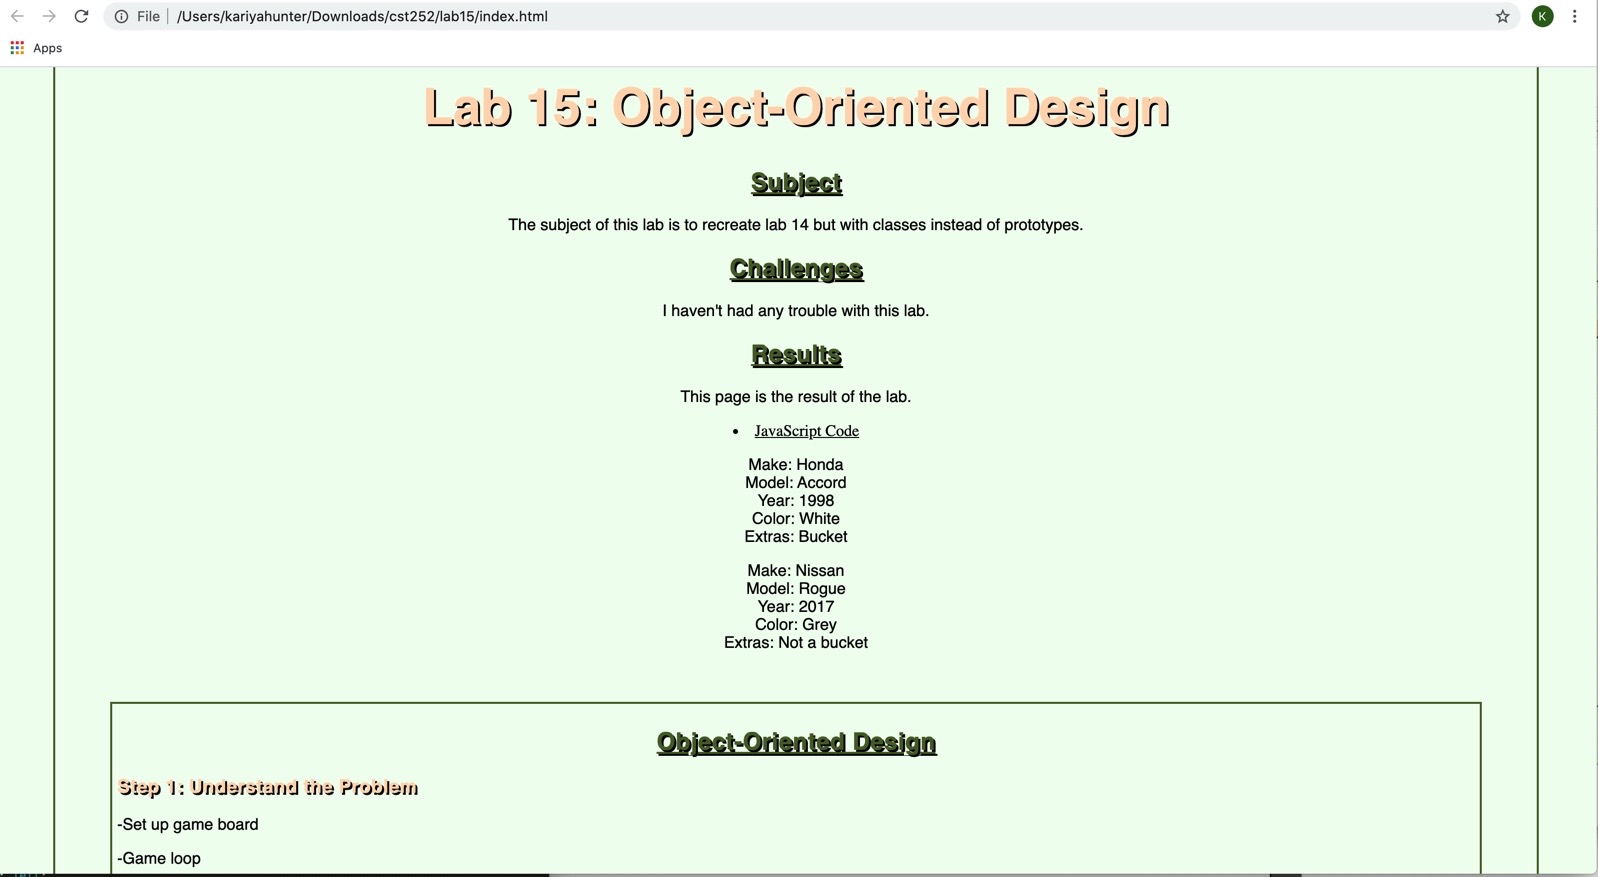 File
/Users/kariyahunter/Downloads/cst252/lab15/index.html
K
Apps
Lab 15: Object-Oriented Design
Subject
The subject of this lab is to recreate lab 14 but with classes instead of prototypes.
Challenges
I haven't had any trouble with this lab.
Results
This page is the result of the lab.
• JavaScript Code
Make: Honda
Model: Accord
Year: 1998
Color: White
Extras: Bucket
Make: Nissan
Model: Rogue
Year: 2017
Color: Grey
Extras: Not a bucket
Object-Oriented Design
Step 1: Understand the Problem
-Set up game board
-Game loop